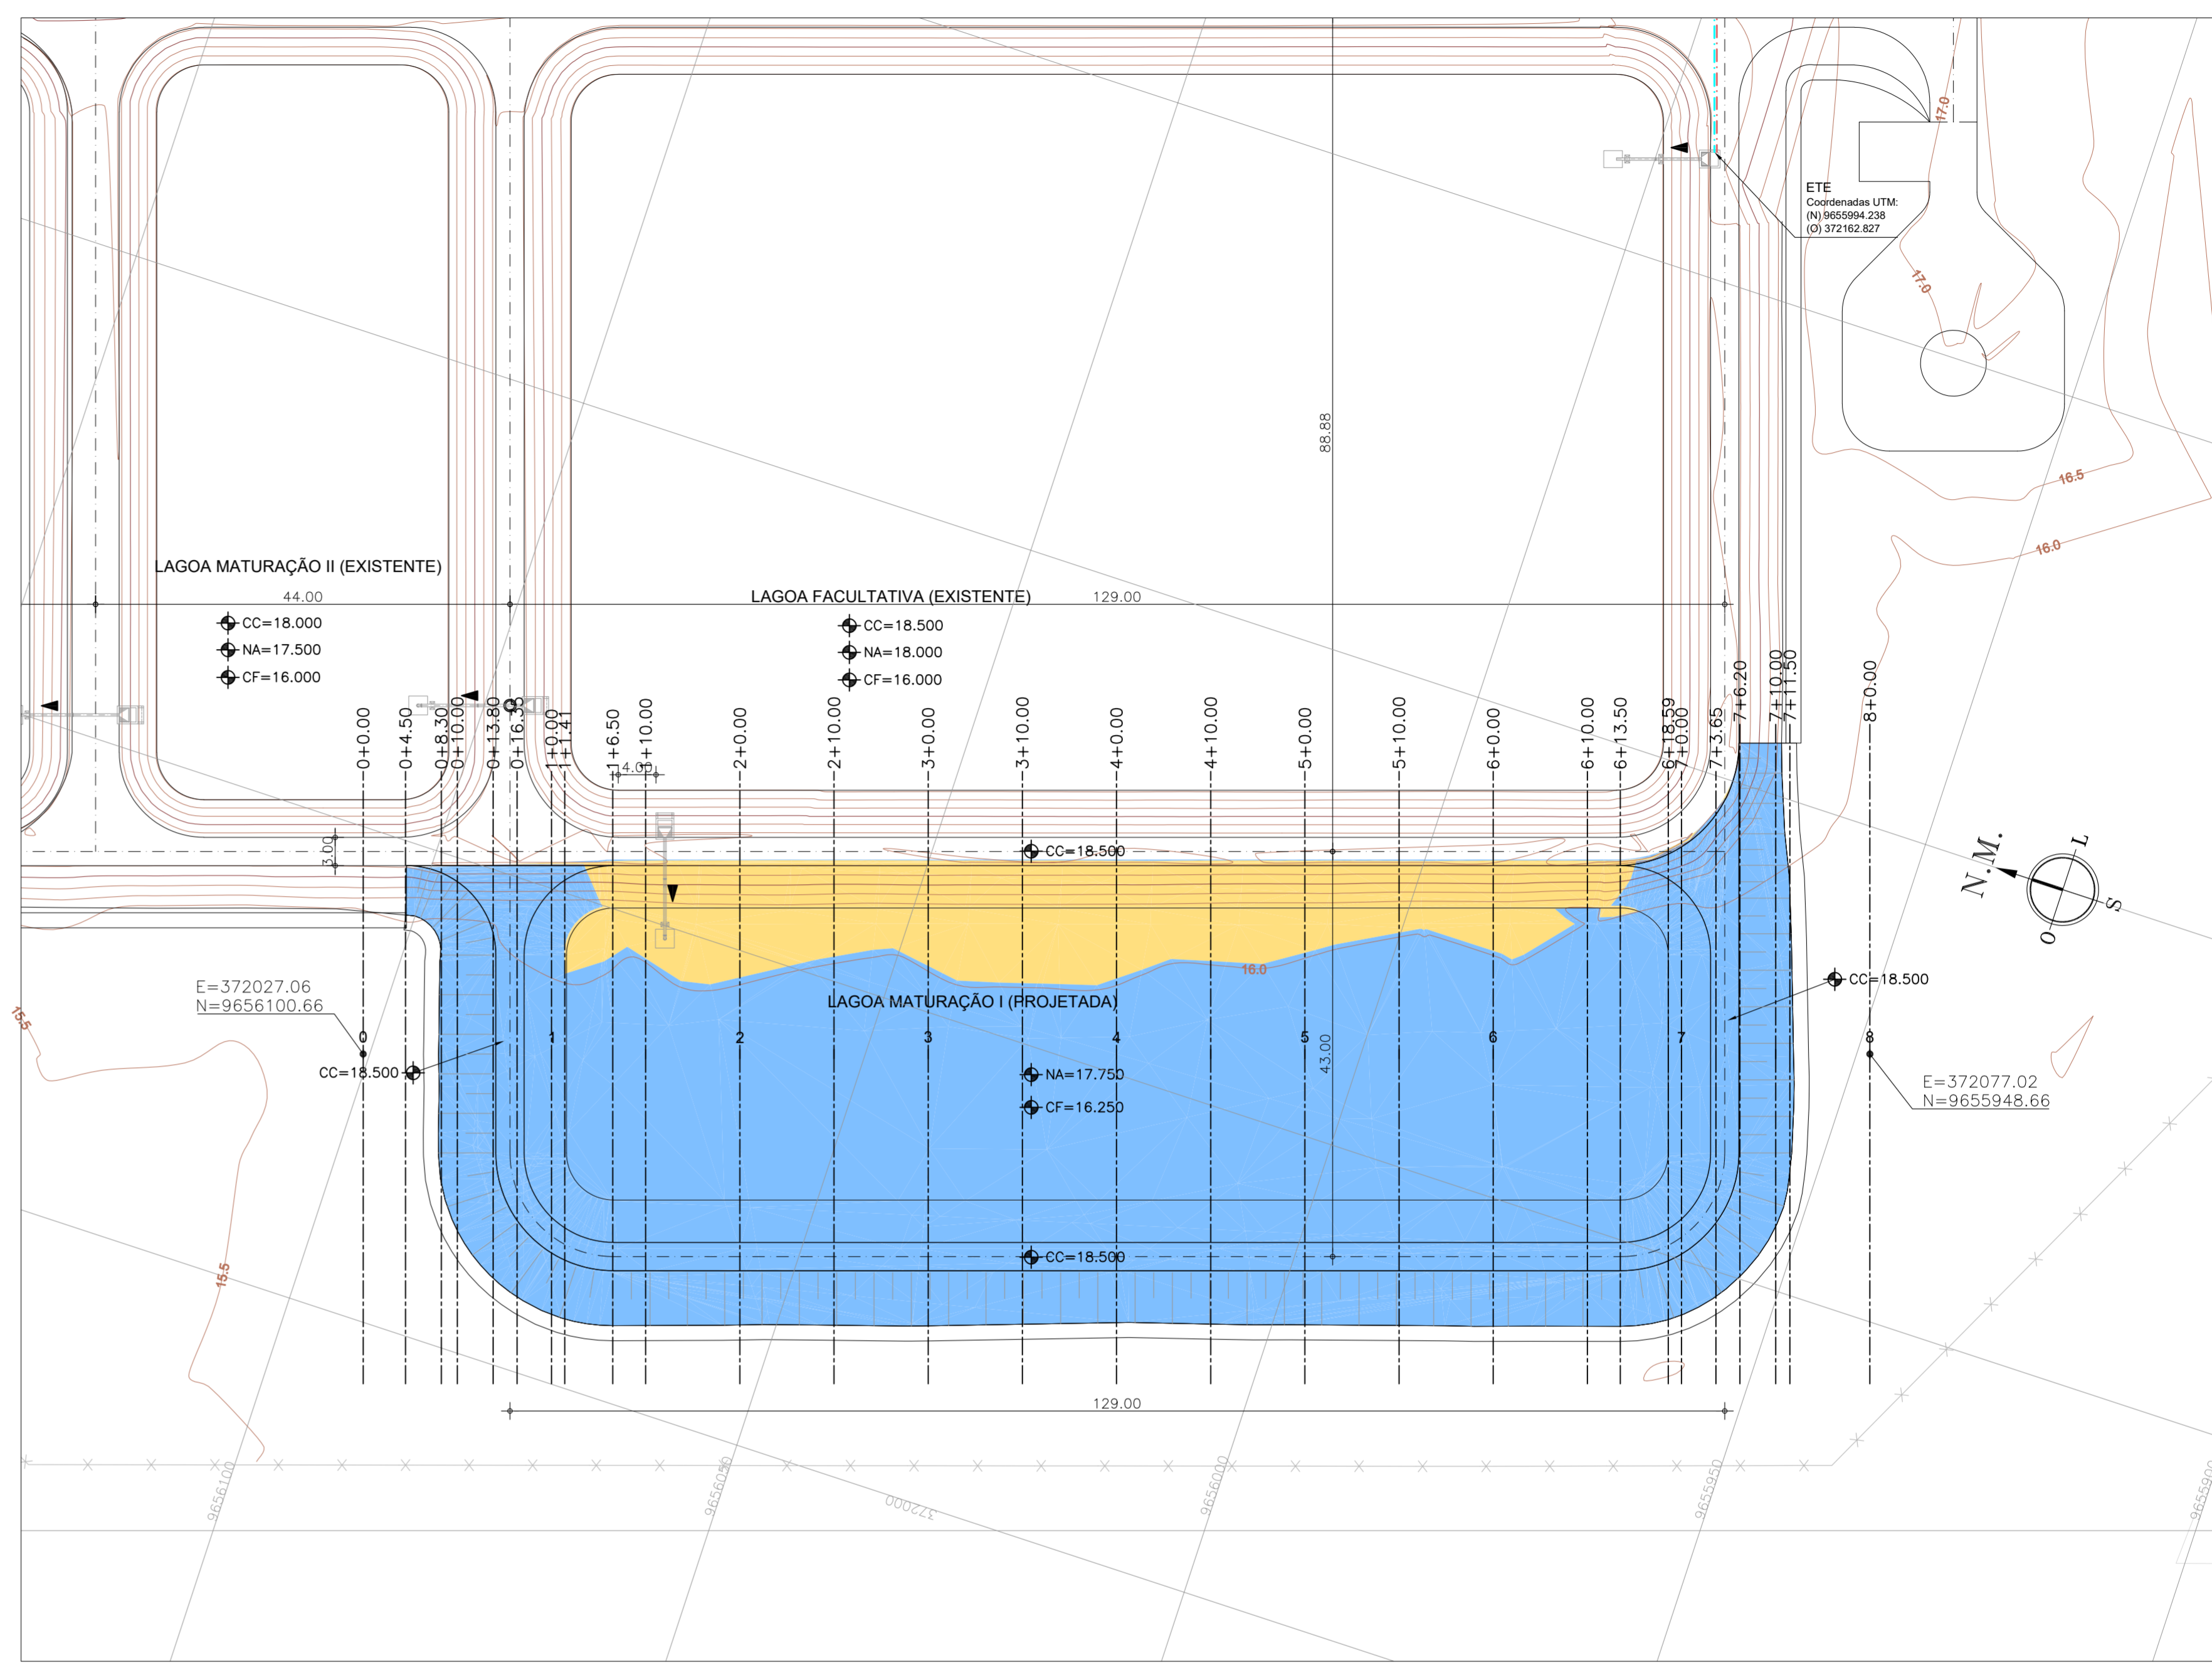 17.0
ETE
Coordenadas UTM:
(N) 9655994.238
(O) 372162.827
17.0
88.88
16.5
16.0
LAGOA MATURAÇÃO II (EXISTENTE)
44.00
CC=18.000
NA=17.500
CF=16.000
LAGOA FACULTATIVA (EXISTENTE)
129.00
CC=18.500
NA=18.000
CF=16.000
0+0.00
0+4.50
0+8.30
0+10.00
0+13.80
0+16.35
1+0.00
1+1.41
1+6.50
1+10.00
2+0.00
2+10.00
3+0.00
3+10.00
4+0.00
4+10.00
5+0.00
5+10.00
6+0.00
6+10.00
6+13.50
6+18.59
7+0.00
7+3.65
7+6.20
7+10.00
7+11.50
8+0.00
4.00
3.00
CC=18.500
N.M.
L
S
O
16.0
CC=18.500
E=372027.06
N=9656100.66
LAGOA MATURAÇÃO I (PROJETADA)
15.5
0
1
2
3
4
5
6
7
8
43.00
CC=18.500
NA=17.750
CF=16.250
E=372077.02
N=9655948.66
CC=18.500
15.5
129.00
9656100
9656050
372000
9656000
9655950
9655900